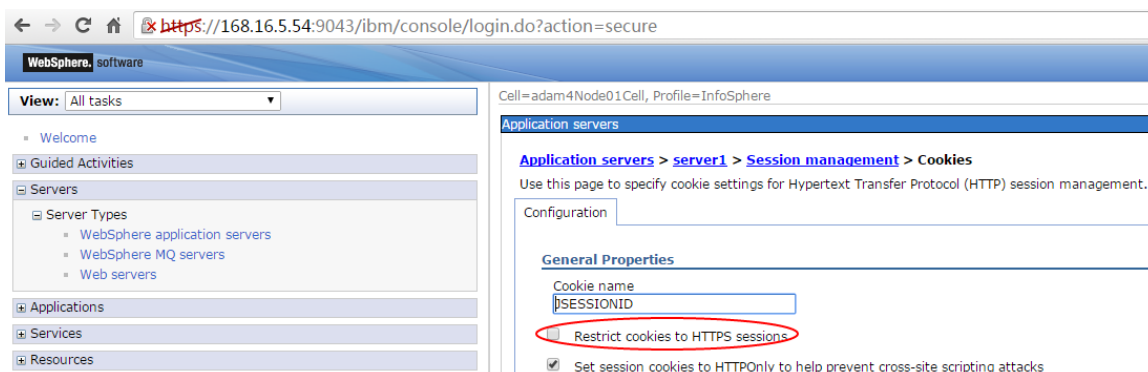 https://168.16.5.54:9043/ibm/console/login.do?action=secure
WebSphere. software
View: All tasks
Cell=adam4Node01Cell, Profile=InfoSphere
Welcome
Guided Activities
Servers
Server Types
WebSphere application servers
WebSphere MQ servers
Web servers
Applications
Services
Resources
Application servers
Application servers > server1 > Session management > Cookies
Use this page to specify cookie settings for Hypertext Transfer Protocol (HTTP) session management.
Configuration
General Properties
Cookie name
JSESSIONID
Restrict cookies to HTTPS sessions
Set session cookies to HTTPOnly to help prevent cross-site scripting attacks